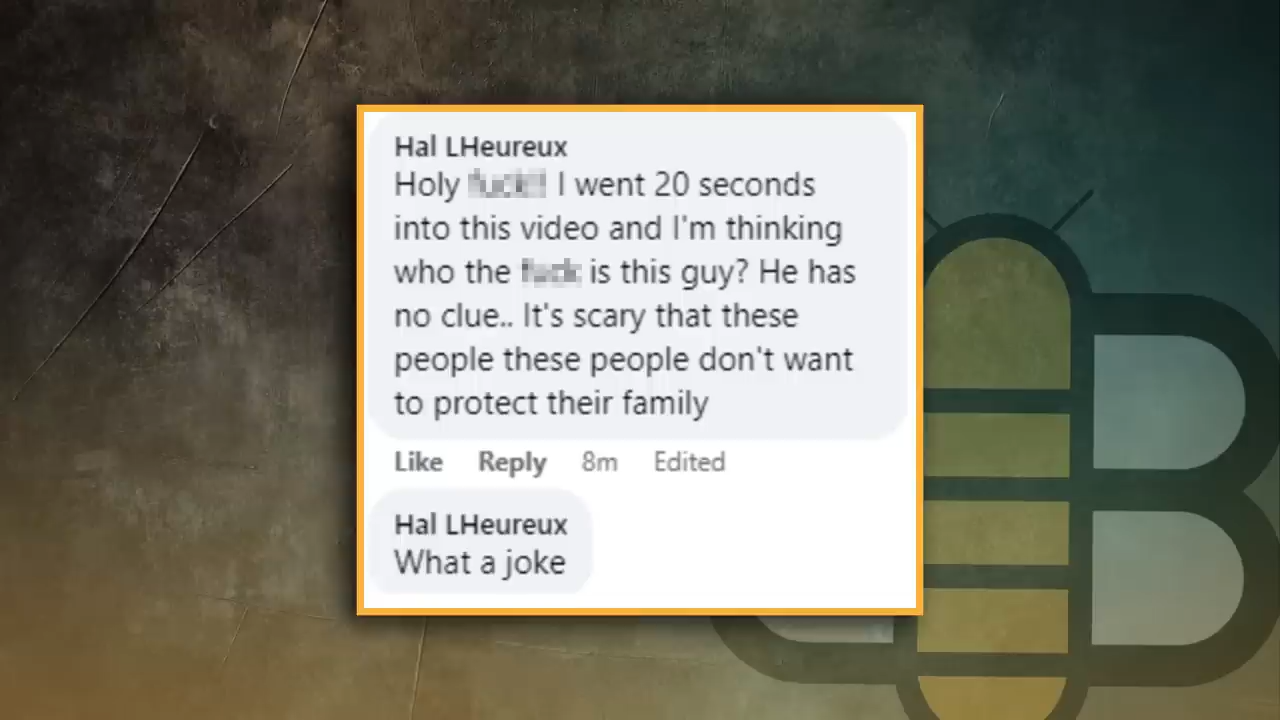 Hal LHeureux
Holy fuck!! I went 20 seconds
into this video and I'm thinking
who the fuck is this guy? He has
no clue.. It's scary that these
people these people don't want
to protect their family
Like Reply 8m Edited
Hal LHeureux
What a joke